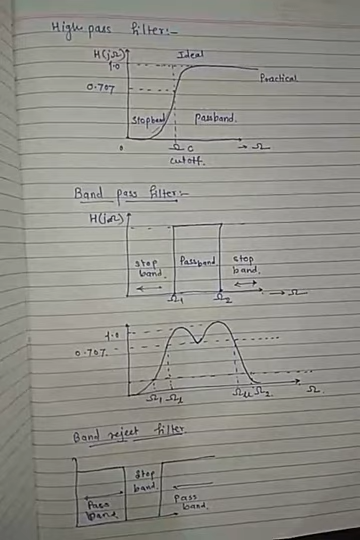 High pass filter:-
H(jΩ)
Ideal
1.0
Practical
0.707
Stopband
Passband.
0
Ωc
→ Ω
cutoff.
Band pass filter:-
H(jΩ)
stop band.
Passband
stop band.
Ω1
Ω2
→ Ω
1.0
0.707.
Ω1 Ωl
Ωu Ω2
Ω.
Band reject filter
Pass band.
Stop band.
Pass band.